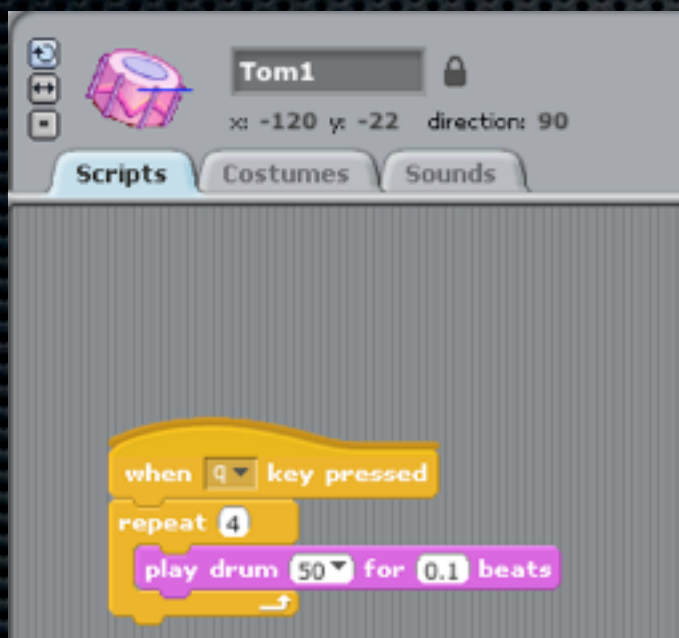 Tom1
x: -120 y: -22 direction: 90
Scripts Costumes Sounds
when q key pressed
repeat 4
play drum 50 for 0.1 beats